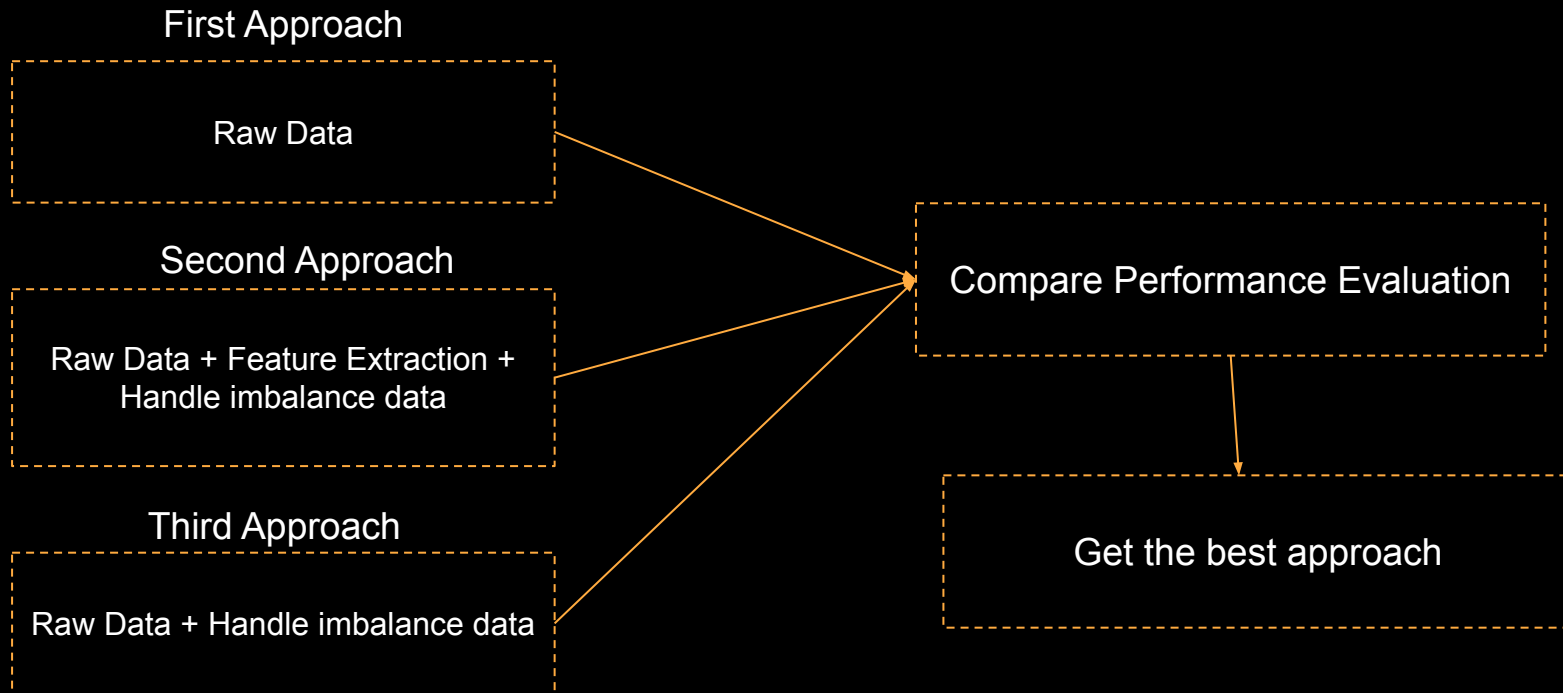 First Approach
Raw Data
Second Approach
Raw Data + Feature Extraction +
Handle imbalance data
Third Approach
Raw Data + Handle imbalance data
Compare Performance Evaluation
Get the best approach